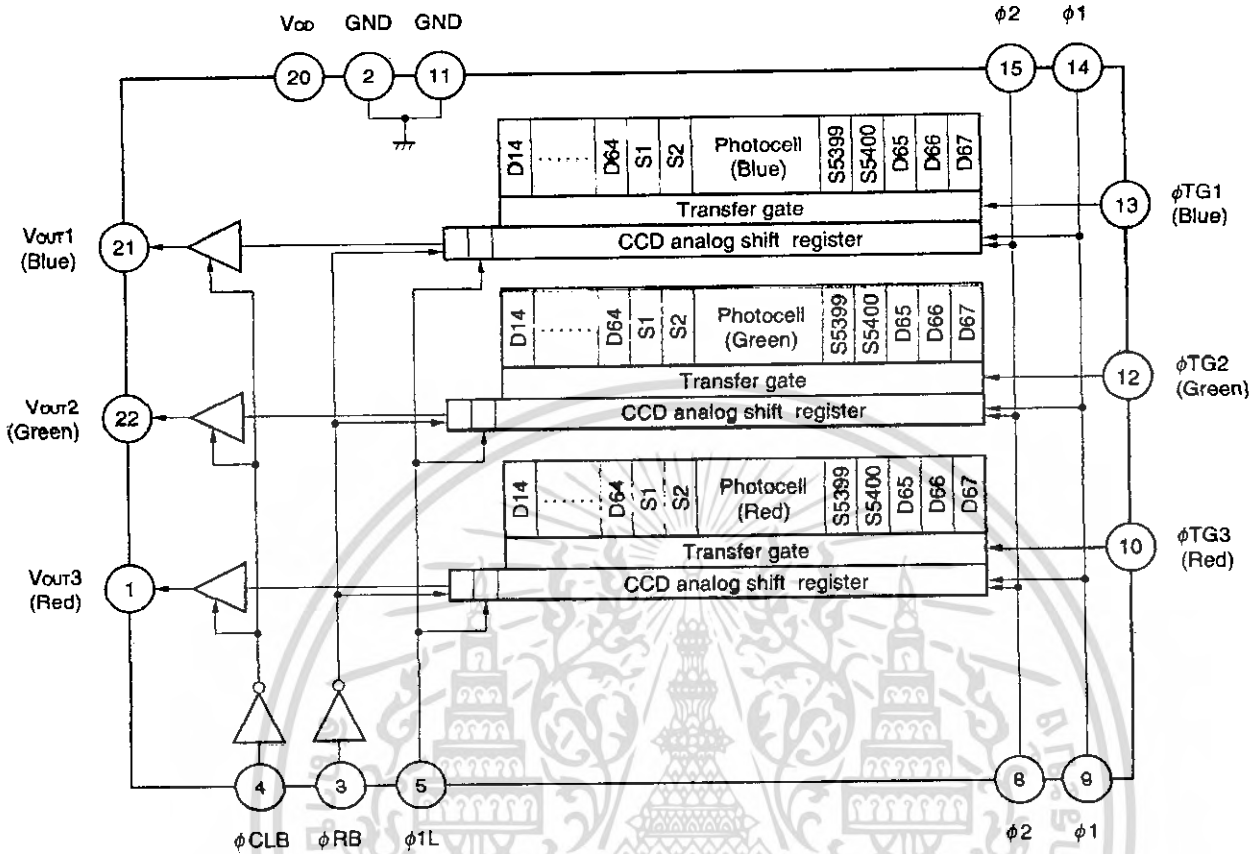 VOD GND GND φ2 φ1
20 2 11 15 14
D14 ········ D64 S1 S2 Photocell (Blue) S5399 S5400 D65 D66 D67
Transfer gate
13 φTG1 (Blue)
VOUT1 (Blue) 21
CCD analog shift register
D14 ········ D64 S1 S2 Photocell (Green) S5399 S5400 D65 D66 D67
Transfer gate
12 φTG2 (Green)
VOUT2 (Green) 22
CCD analog shift register
D14 ········ D64 S1 S2 Photocell (Red) S5399 S5400 D65 D66 D67
Transfer gate
10 φTG3 (Red)
VOUT3 (Red) 1
CCD analog shift register
4 3 5 8 9
φCLB φRB φ1L φ2 φ1